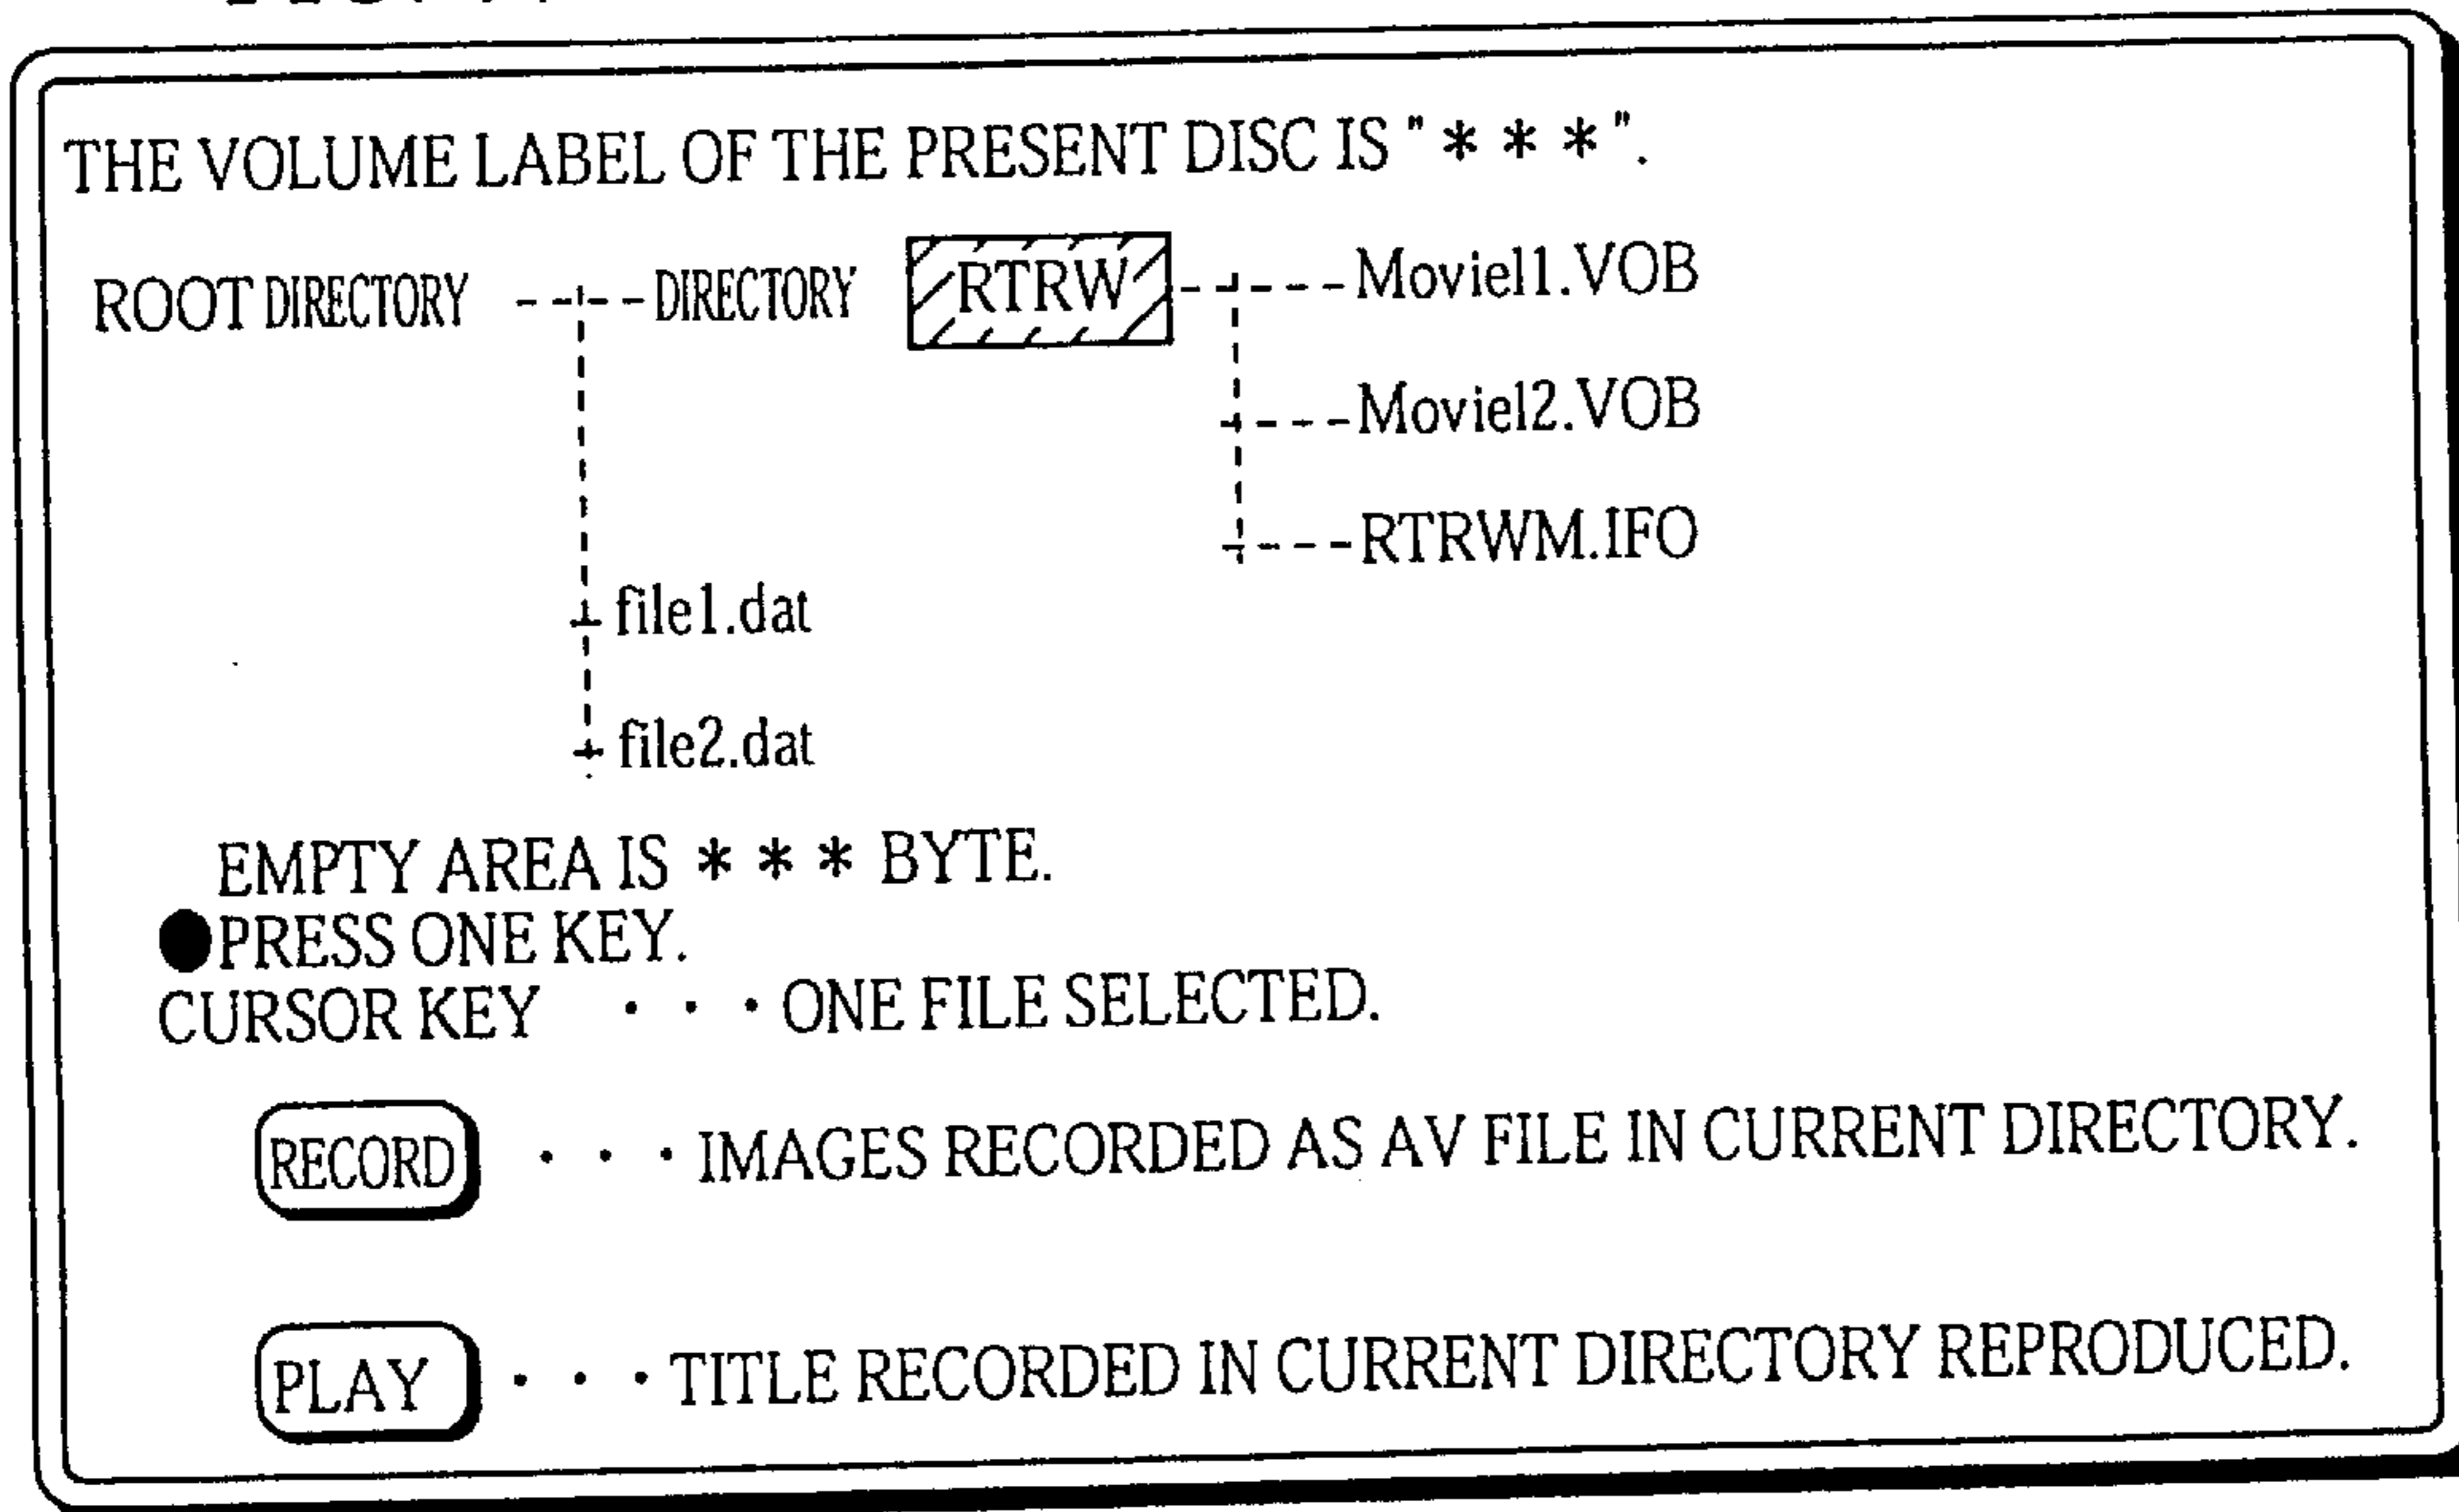 THE VOLUME LABEL OF THE PRESENT DISC IS "＊＊＊".
ROOT DIRECTORY ----DIRECTORY RTRW -----Moviel1.VOB
----Moviel2.VOB
----RTRWM.IFO
file1.dat
file2.dat
EMPTY AREA IS ＊＊＊ BYTE.
●PRESS ONE KEY.
CURSOR KEY ・・・ONE FILE SELECTED.
RECORD ・・・IMAGES RECORDED AS AV FILE IN CURRENT DIRECTORY.
PLAY ・・・TITLE RECORDED IN CURRENT DIRECTORY REPRODUCED.